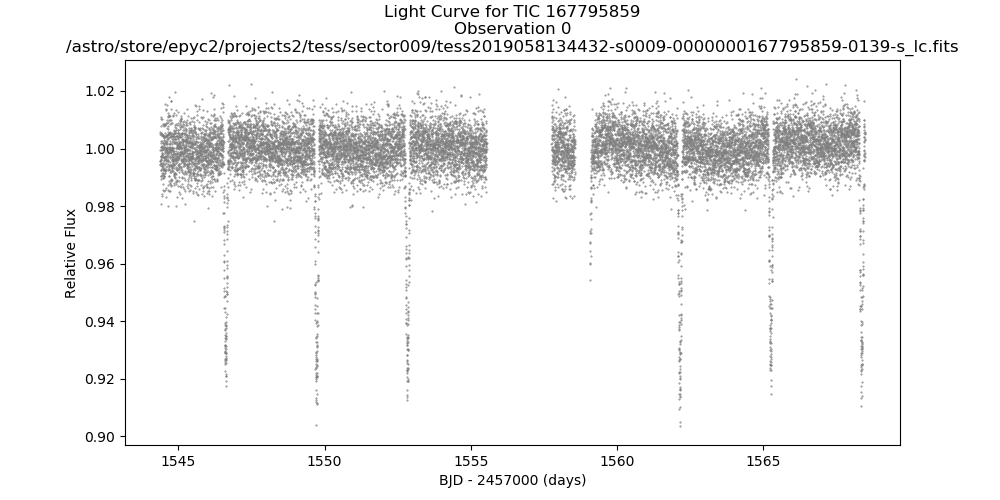 Light Curve for TIC 167795859
Observation 0
/astro/store/epyc2/projects2/tess/sector009/tess2019058134432-s0009-0000000167795859-0139-s_lc.fits
1.02
1.00
0.98
0.96
0.94
0.92
0.90
Relative Flux
1545
1550
1555
1560
1565
BJD - 2457000 (days)